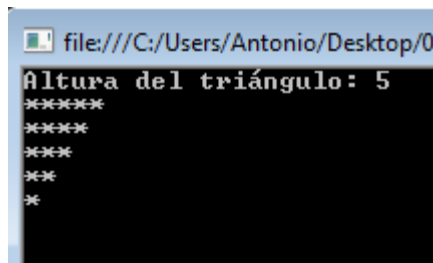 file:///C:/Users/Antonio/Desktop/0
Altura del triángulo: 5
*****
****
***
**
*